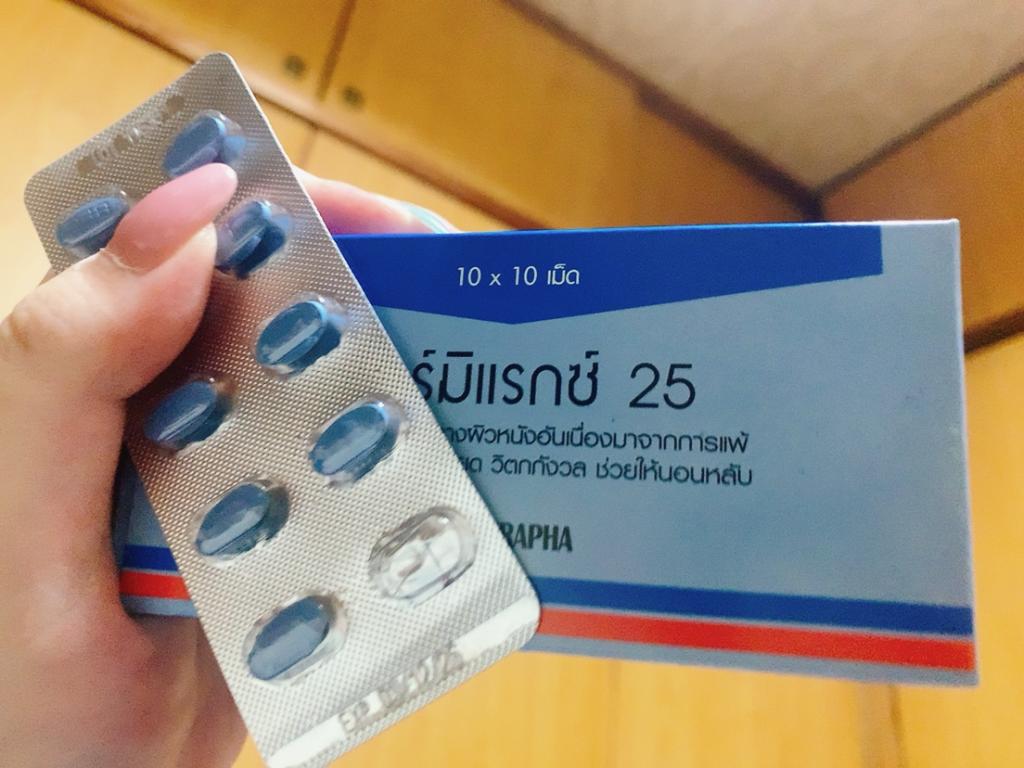 10 x 10 เม็ด
ร์มิแรกซ์ 25
างผิวหนังอันเนื่องมาจากการแพ้
ยด วิตกกังวล ช่วยให้นอนหลับ
RAPHA